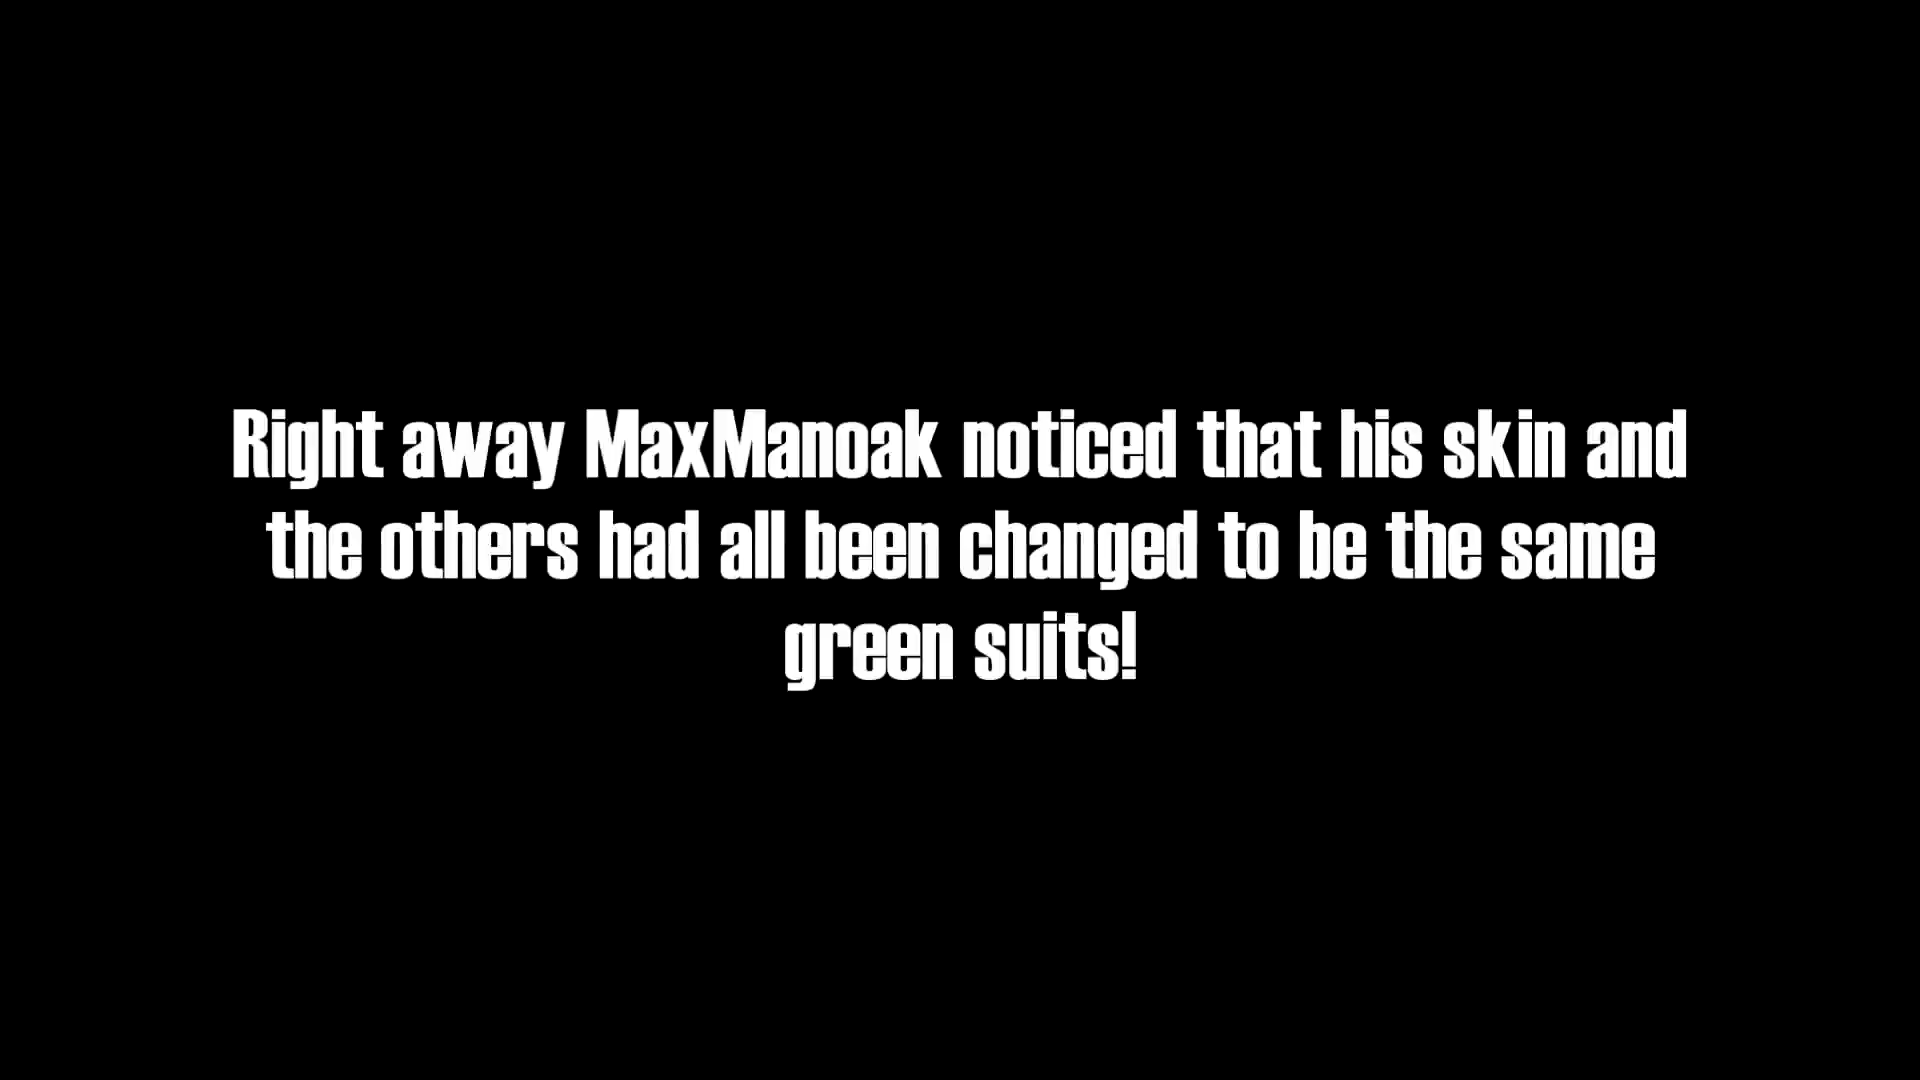 Right away MaxManoak noticed that his skin and
the others had all been changed to be the same
green suits!